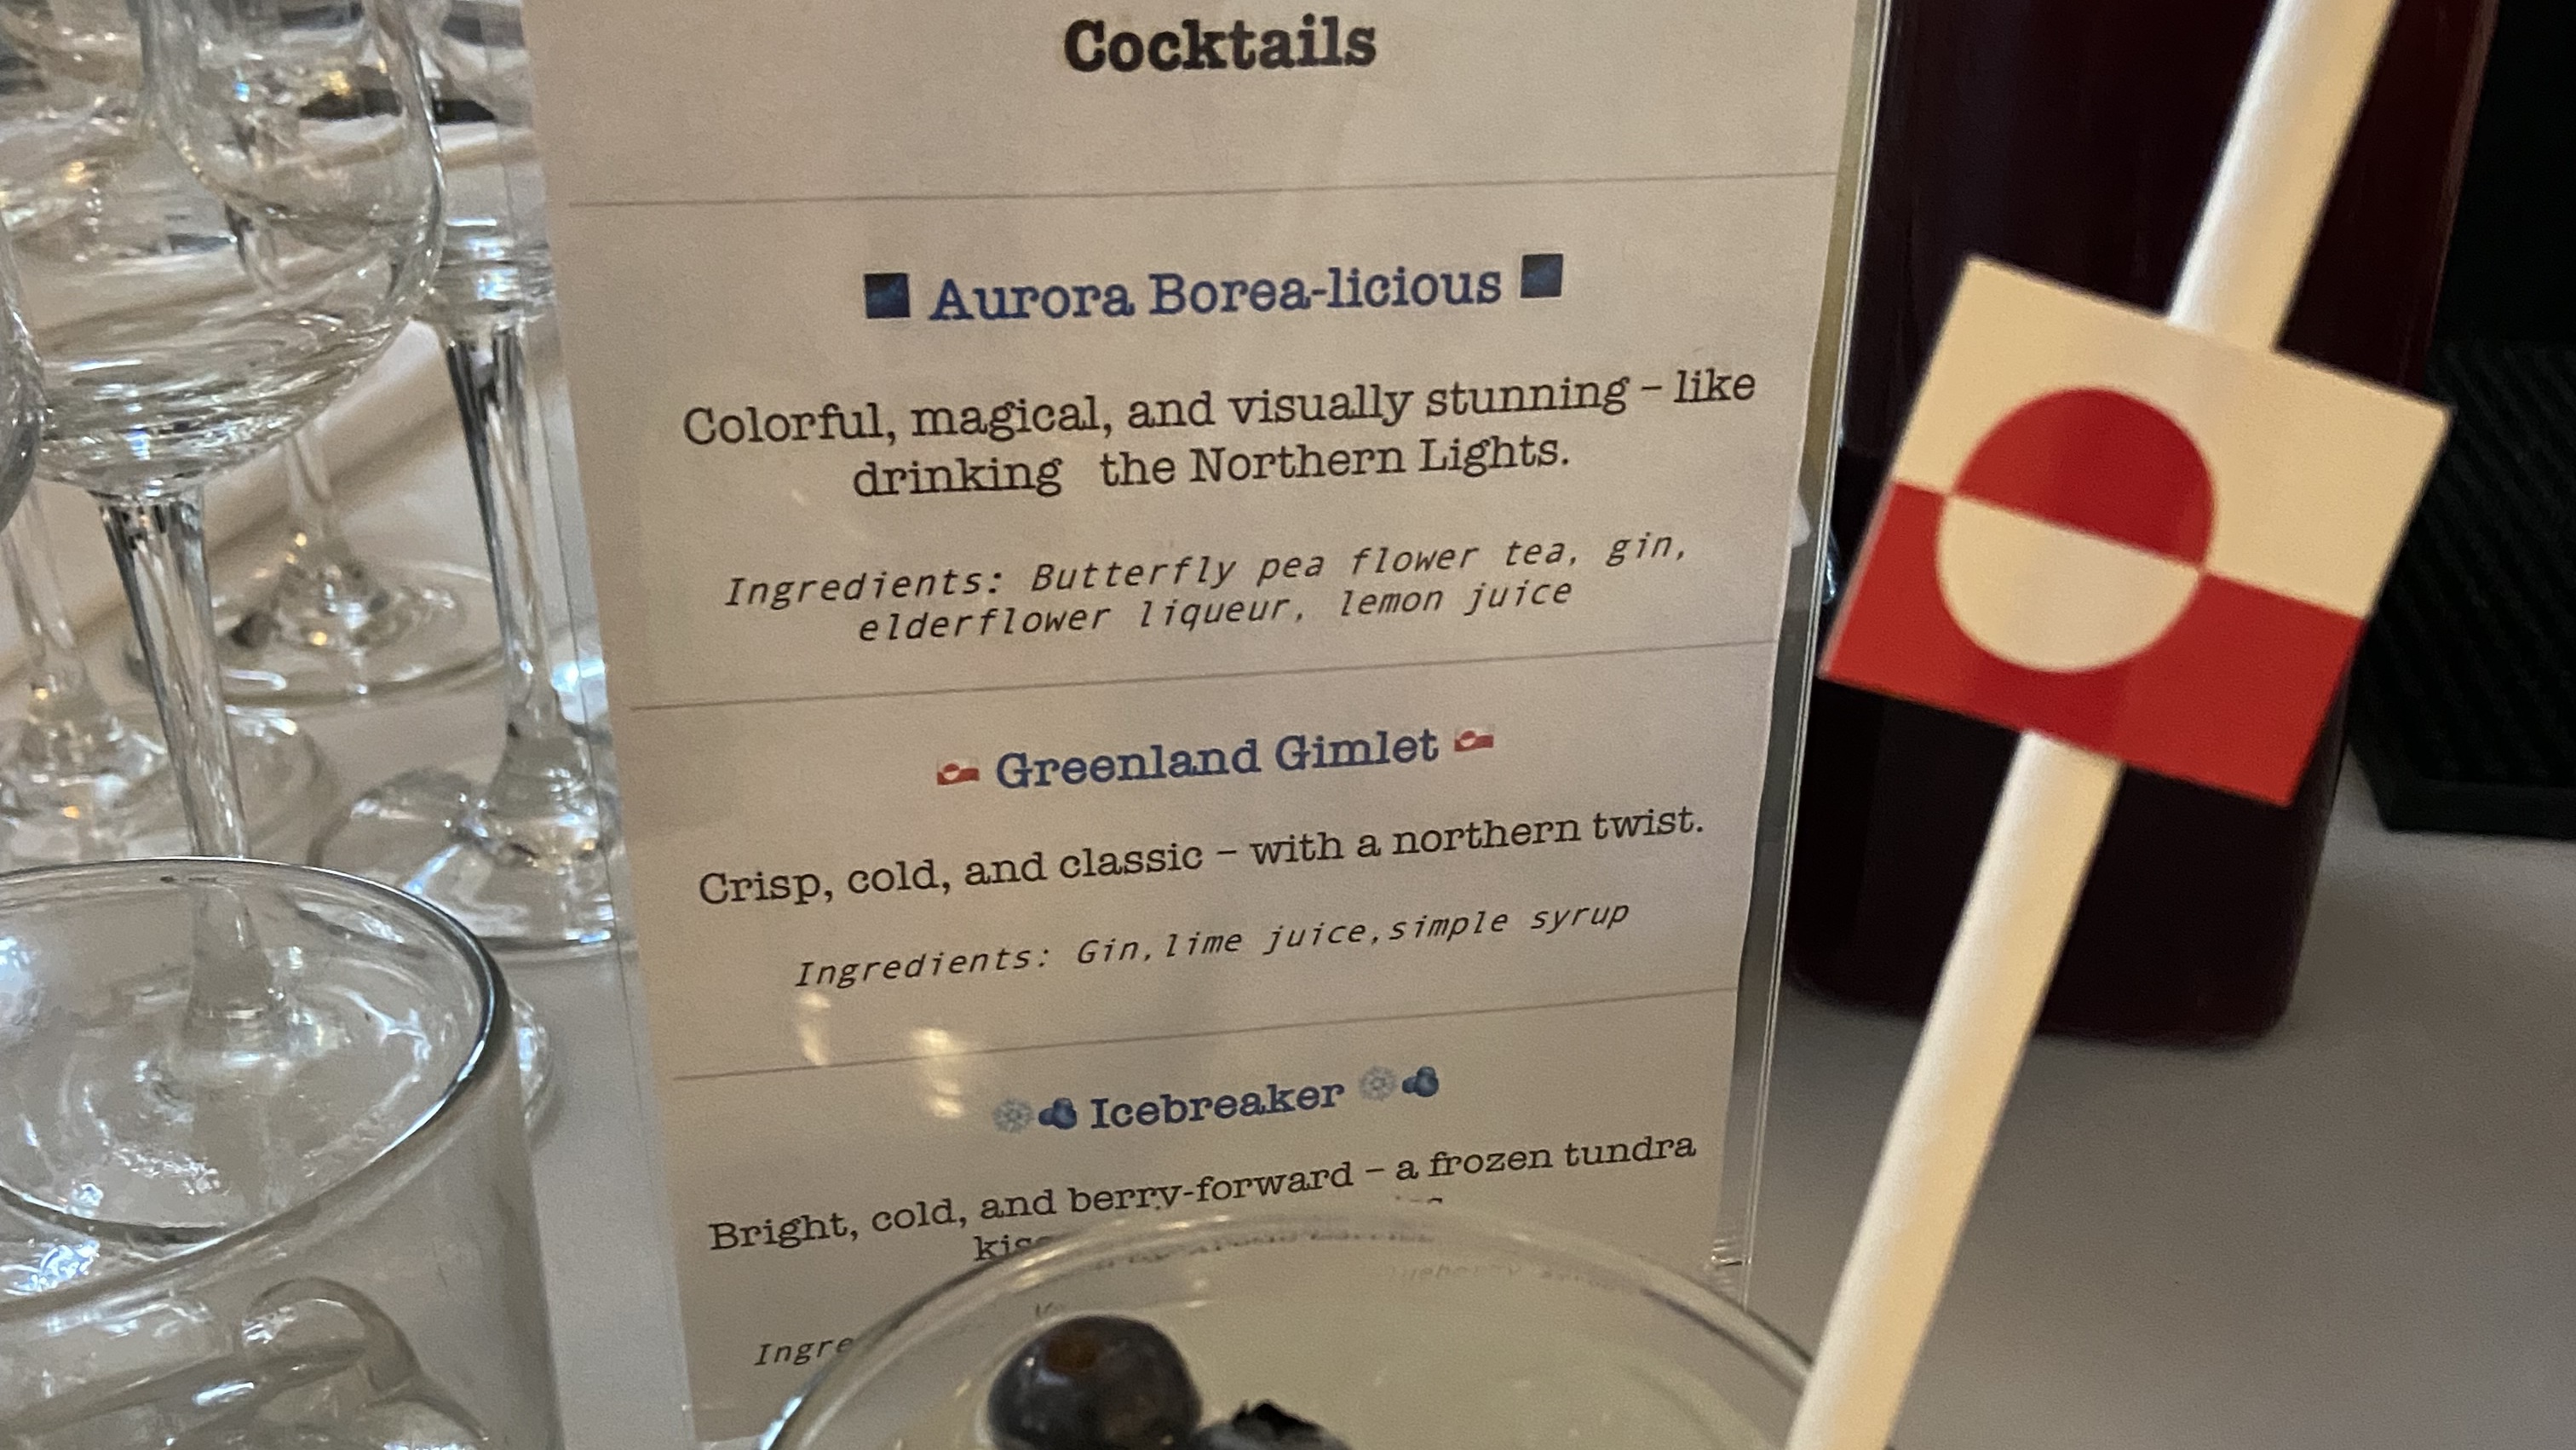 Cocktails
Aurora Borea-licious
Colorful, magical, and visually stunning – like
drinking the Northern Lights.
Ingredients: Butterfly pea flower tea, gin,
elderflower liqueur, lemon juice
Greenland Gimlet
Crisp, cold, and classic – with a northern twist.
Ingredients: Gin,lime juice,simple syrup
Icebreaker
Bright, cold, and berry-forward – a frozen tundra